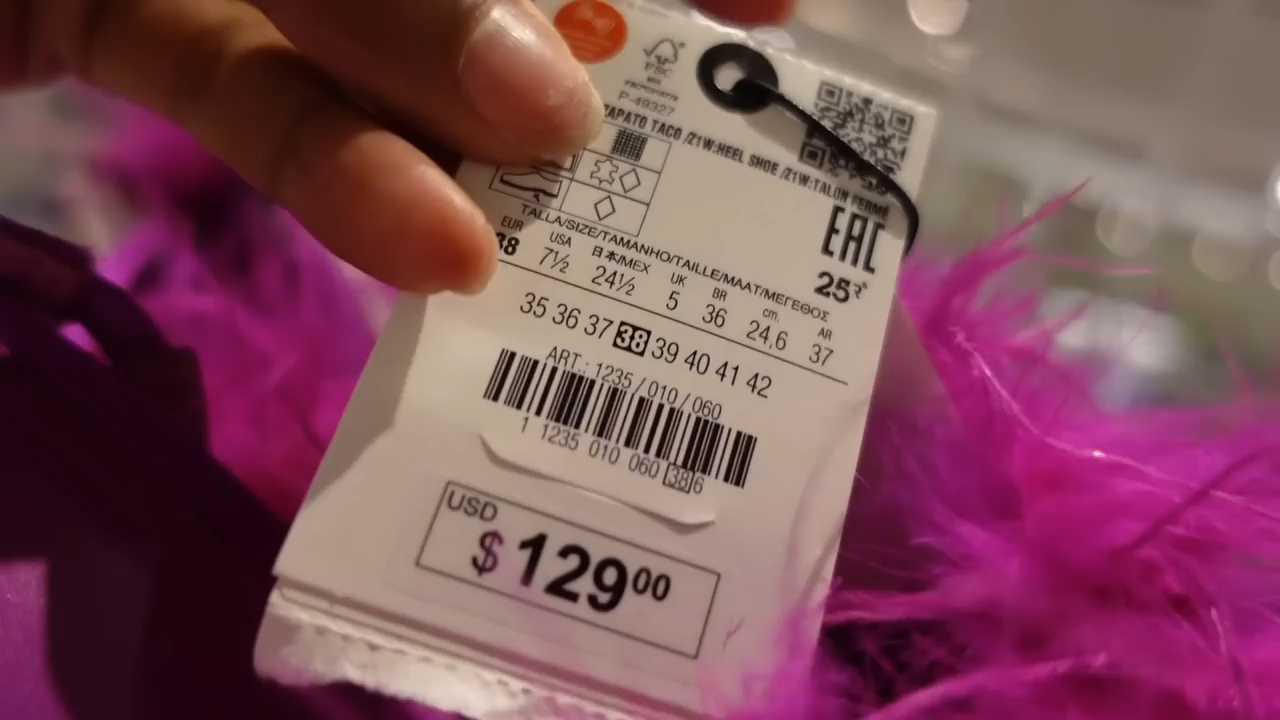 FSC
P-49327
ZAPATO TACO /Z1W:HEEL SHOE /Z1W:TALON FERME
EAC
25
TALLA/SIZE/TAMANHO/TAILLE/MAAT/ΜΕΓΕΘΟΣ
EUR USA 日本/MEX UK BR cm. AR
38 7½ 24½ 5 36 24,6 37
35 36 37 38 39 40 41 42
ART.: 1235 / 010 / 060
1 1235 010 060 38 6
USD
$ 129 00